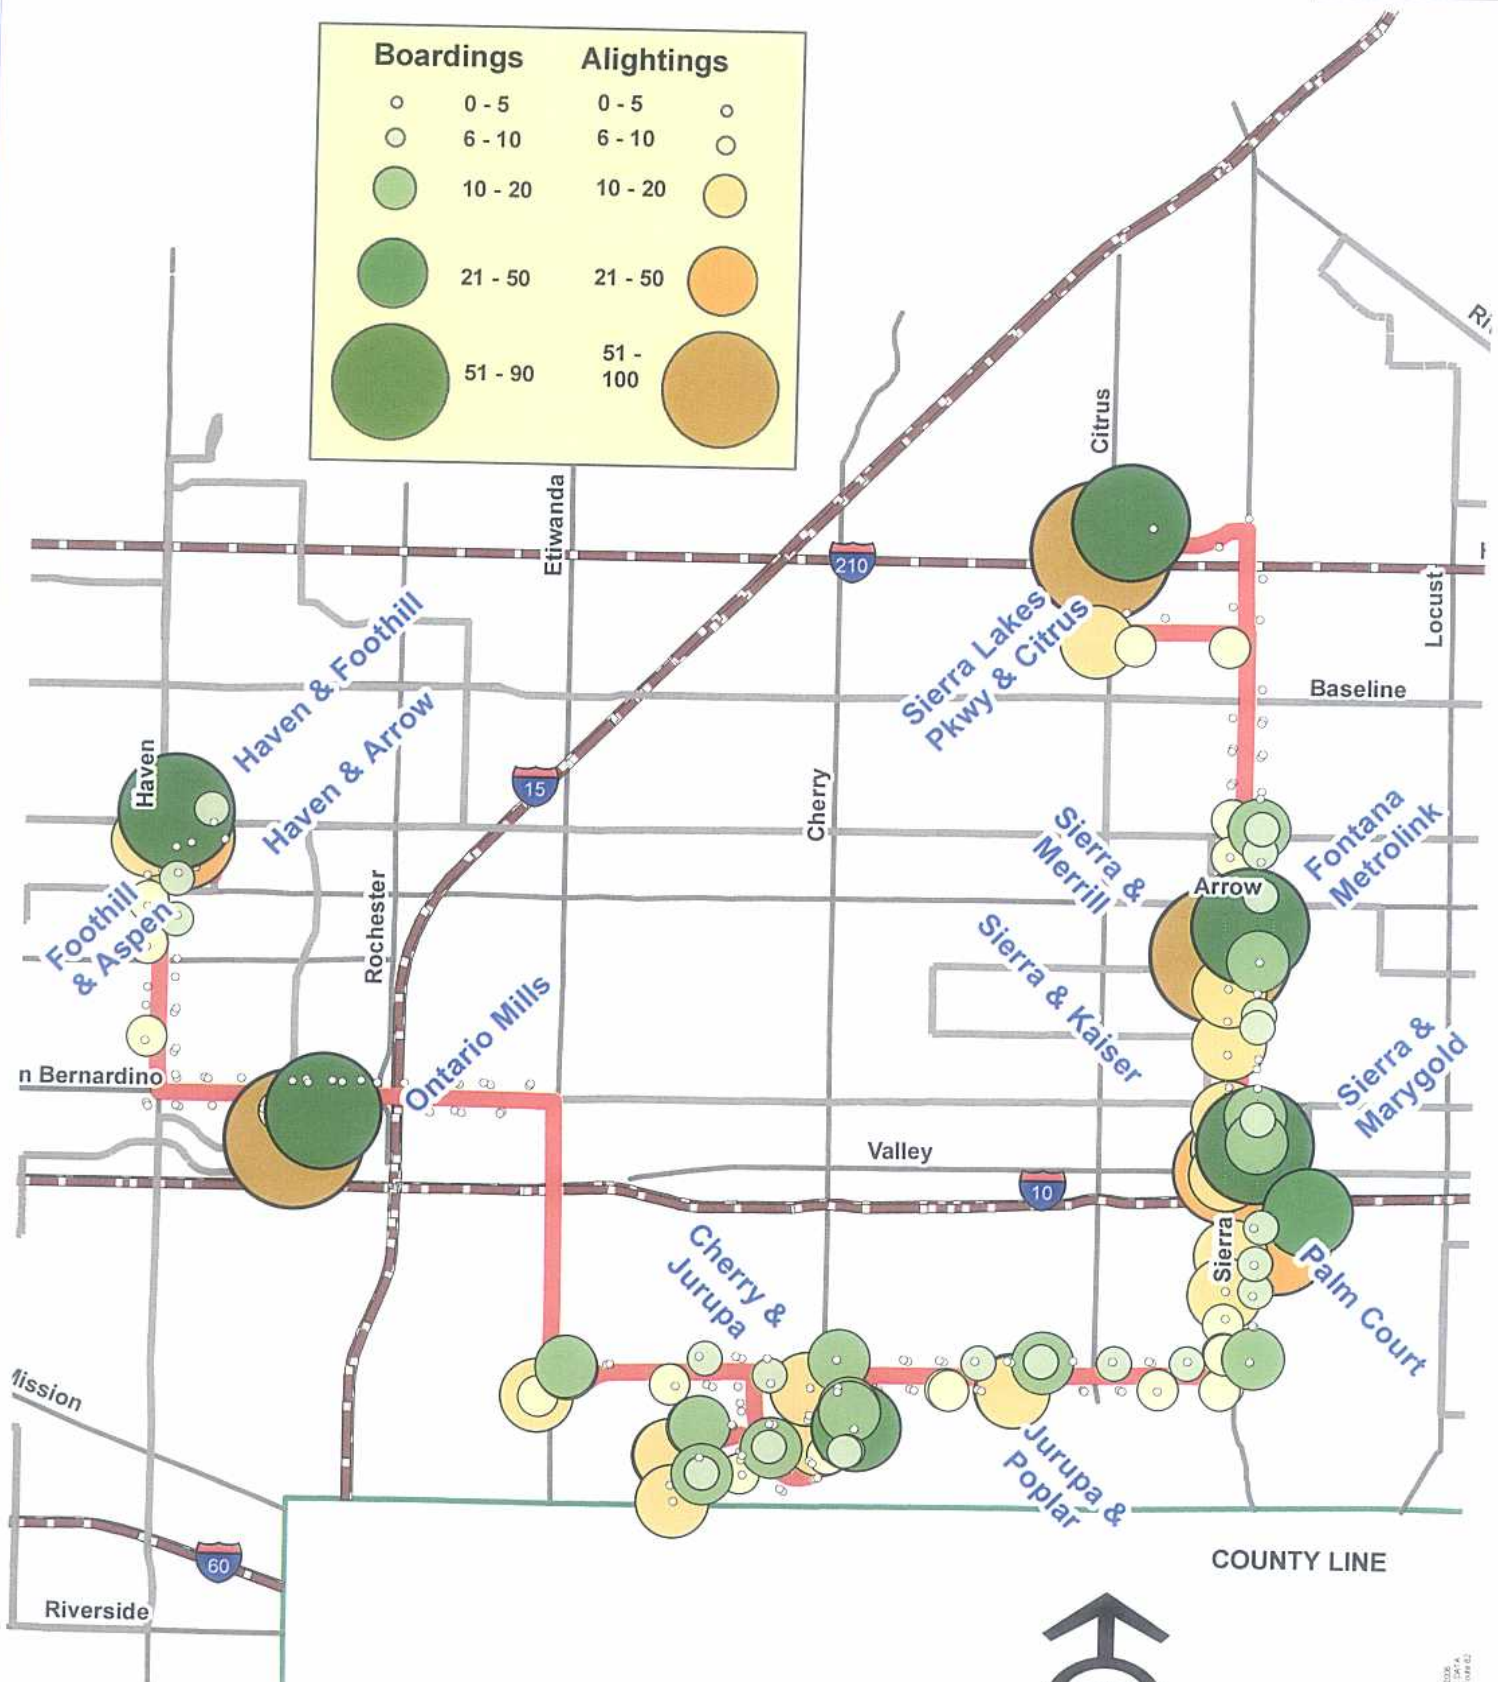 Boardings Alightings
0 - 5 0 - 5
6 - 10 6 - 10
10 - 20 10 - 20
21 - 50 21 - 50
51 - 90 51 -
100
Citrus
Etiwanda
210
Locust
Haven & Foothill
Sierra Lakes
Pkwy & Citrus
Baseline
Haven
Haven & Arrow
15
Cherry
Sierra &
Merrill
Fontana
Metrolink
Arrow
Foothill
& Aspen
Rochester
Sierra & Kaiser
Ontario Mills
Sierra &
Marygold
n Bernardino
Valley
10
Sierra
Cherry &
Jurupa
Palm Court
Mission
Jurupa &
Poplar
COUNTY LINE
60
Riverside